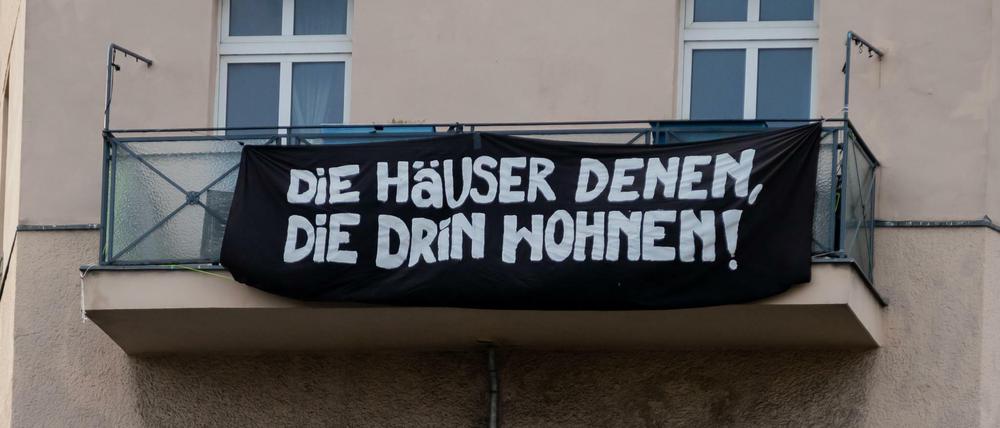 DiE HäUSER DENEN,
DiE DRiN WOHNEN!